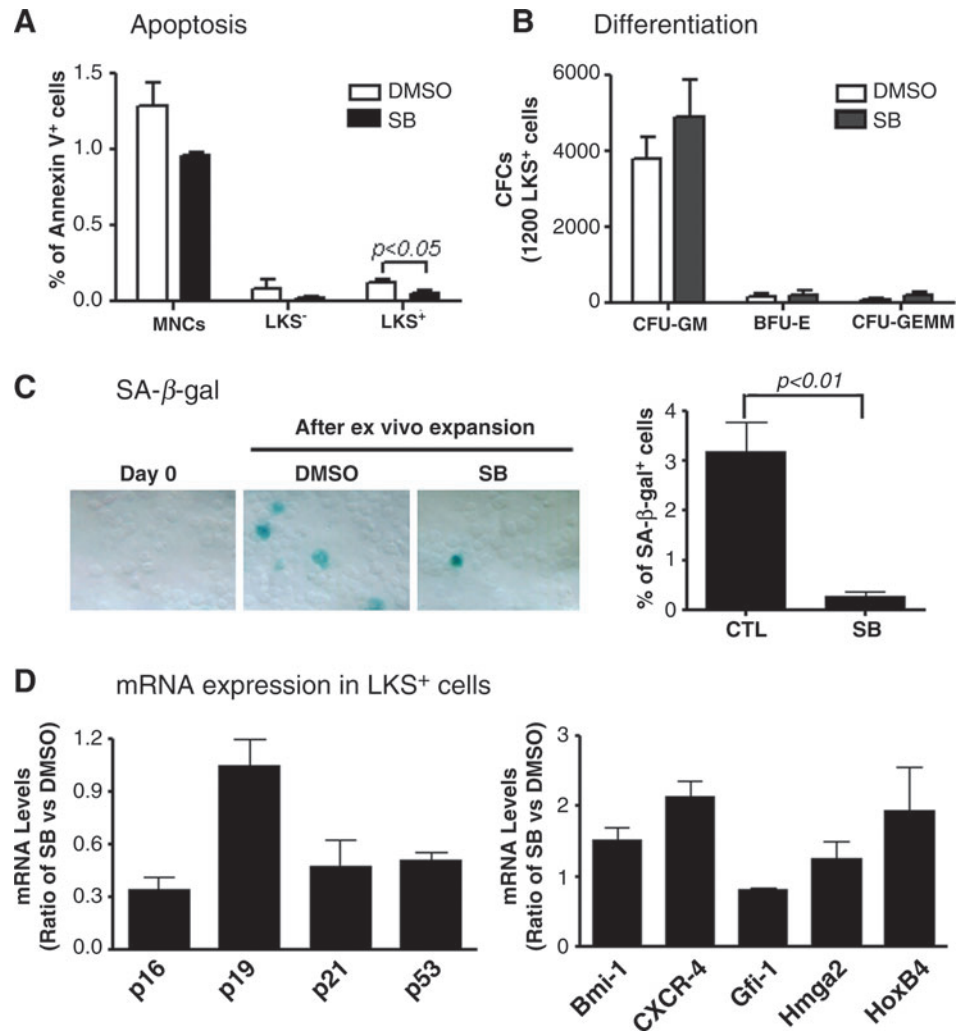 A Apoptosis
% of Annexin V⁺ cells
1.5
1.0
0.5
0.0
DMSO
SB
p<0.05
MNCs LKS⁻ LKS⁺
B Differentiation
CFCs
(1200 LKS⁺ cells)
6000
4000
2000
0
DMSO
SB
CFU-GM BFU-E CFU-GEMM
C SA-β-gal
After ex vivo expansion
Day 0 DMSO SB
% of SA-β-gal⁺ cells
4
3
2
1
0
p<0.01
CTL SB
D mRNA expression in LKS⁺ cells
mRNA Levels
(Ratio of SB vs DMSO)
1.2
0.9
0.6
0.3
0.0
p16 p19 p21 p53
mRNA Levels
(Ratio of SB vs DMSO)
3
2
1
0
Bmi-1 CXCR-4 Gfi-1 Hmga2 HoxB4